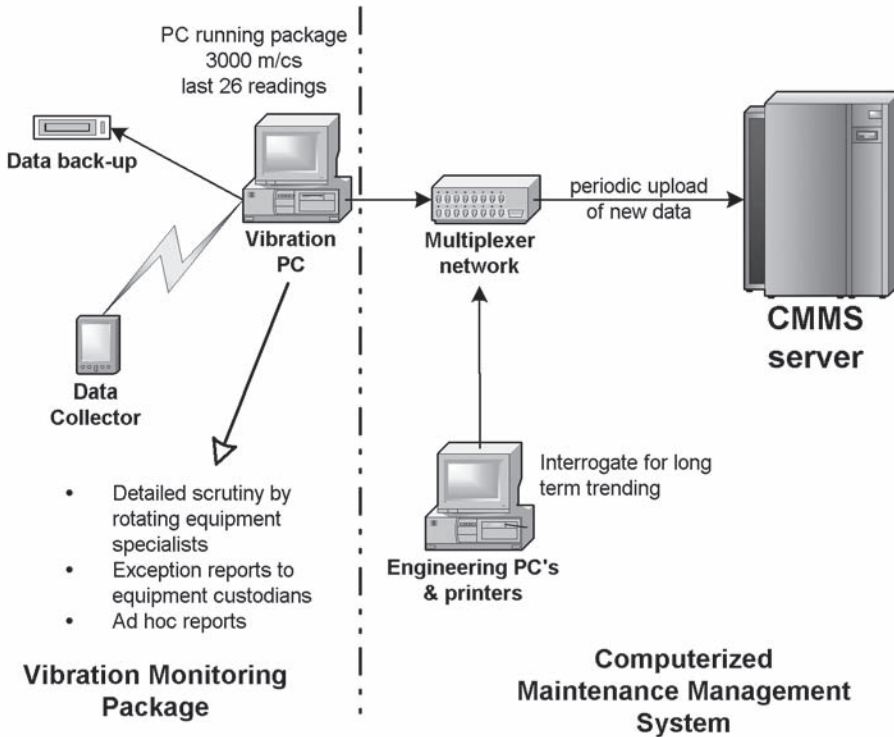 PC running package
3000 m/cs
last 26 readings
Data back-up
Vibration
PC
Multiplexer
network
periodic upload
of new data
CMMS
server
Data
Collector
Interrogate for long
term trending
Engineering PC's
& printers
• Detailed scrutiny by
rotating equipment
specialists
• Exception reports to
equipment custodians
• Ad hoc reports
Vibration Monitoring
Package
Computerized
Maintenance Management
System